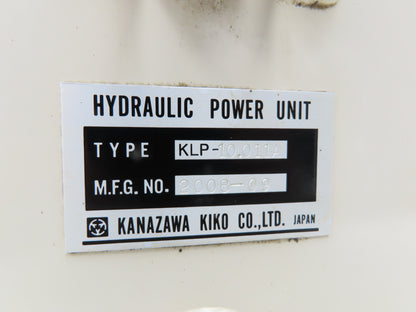 HYDRAULIC POWER UNIT
TYPE KLP-
M.F.G. NO.
KANAZAWA KIKO CO.,LTD. JAPAN